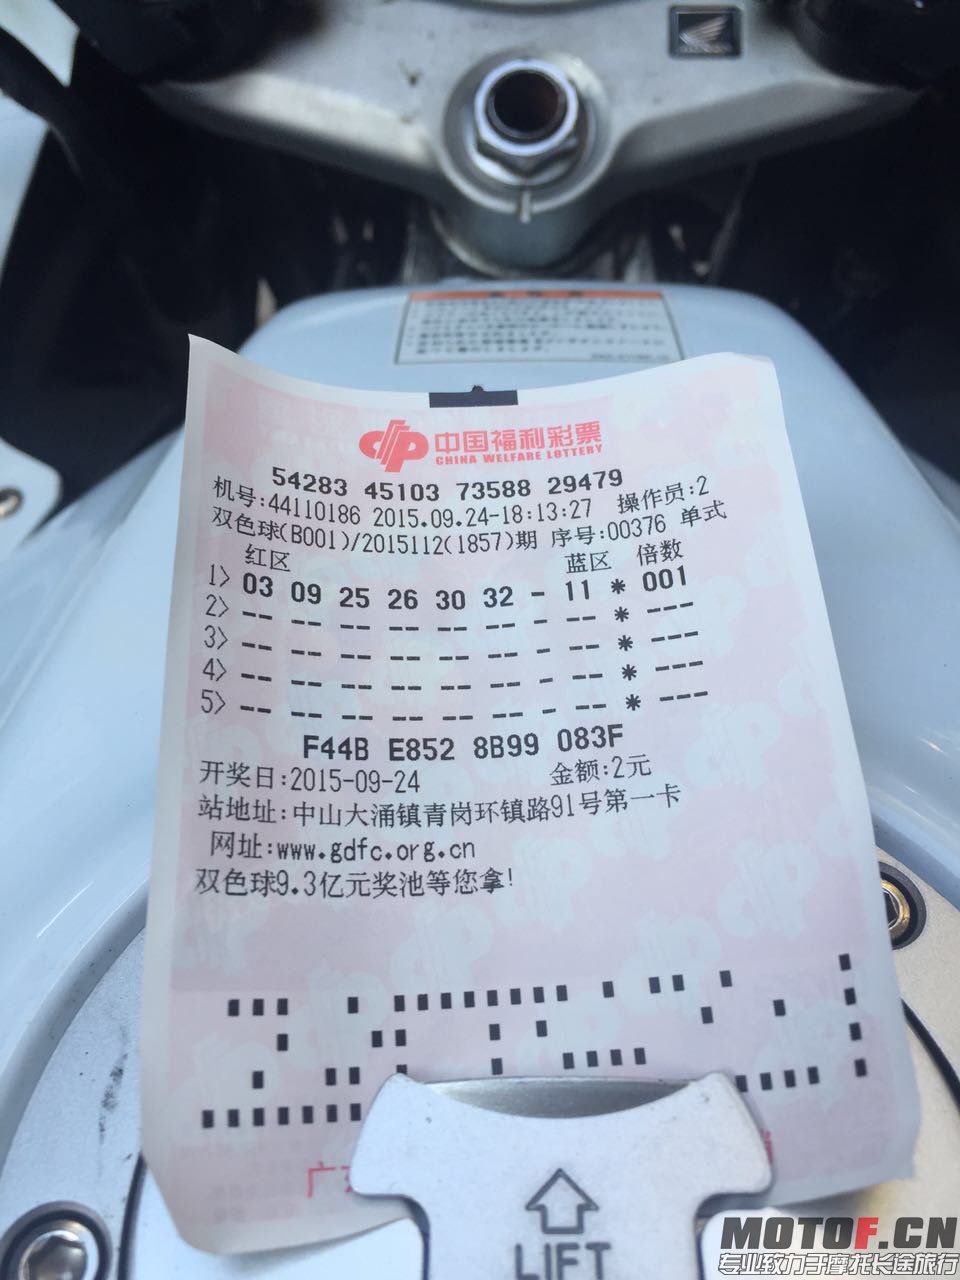 中国福利彩票
CHINA WELFARE LOTTERY
54283 45103 73588 29479
机号:44110186 2015.09.24-18:13:27 操作员:2
双色球(B001)/2015112(1857)期 序号:00376 单式
红区 蓝区 倍数
1> 03 09 25 26 30 32 - 11 * 001
2> -- -- -- -- -- -- - -- * ---
3> -- -- -- -- -- -- - -- * ---
4> -- -- -- -- -- -- - -- * ---
5> -- -- -- -- -- -- - -- * ---
F44B E852 8B99 083F
开奖日:2015-09-24 金额:2元
站地址:中山大涌镇青岗环镇路91号第一卡
网址:www.gdfc.org.cn
双色球9.3亿元奖池等您拿!
广
LIFT
MOTOF.CN
专业致力于摩托长途旅行